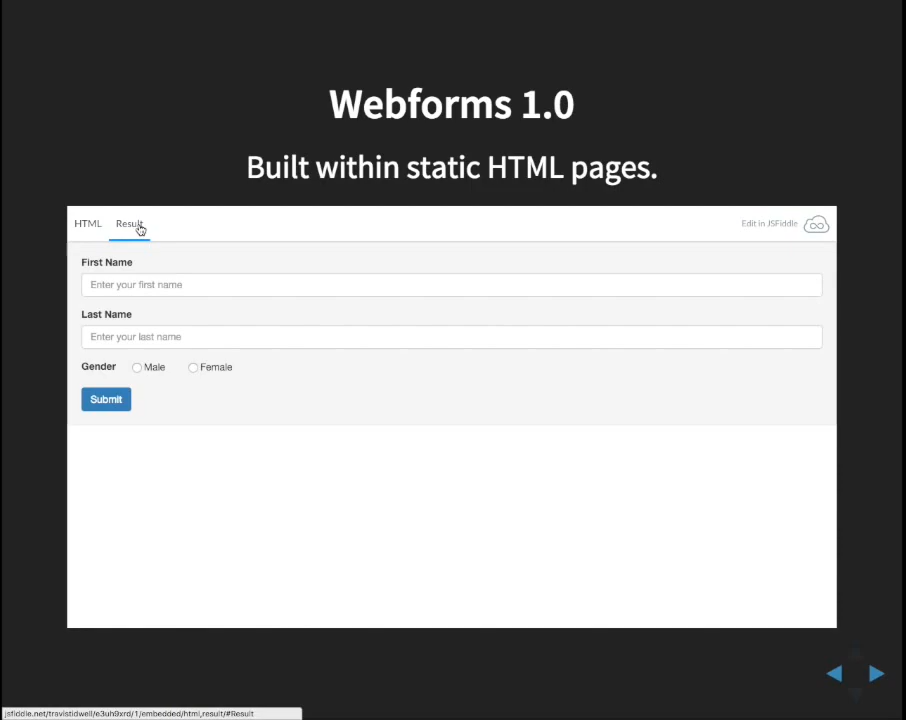 Webforms 1.0
Built within static HTML pages.
HTML Result Edit in JSFiddle
First Name
Enter your first name
Last Name
Enter your last name
Gender Male Female
Submit
jsfiddle.net/travistidwell/e3uh9xrd/1/embedded/html,result/#Result